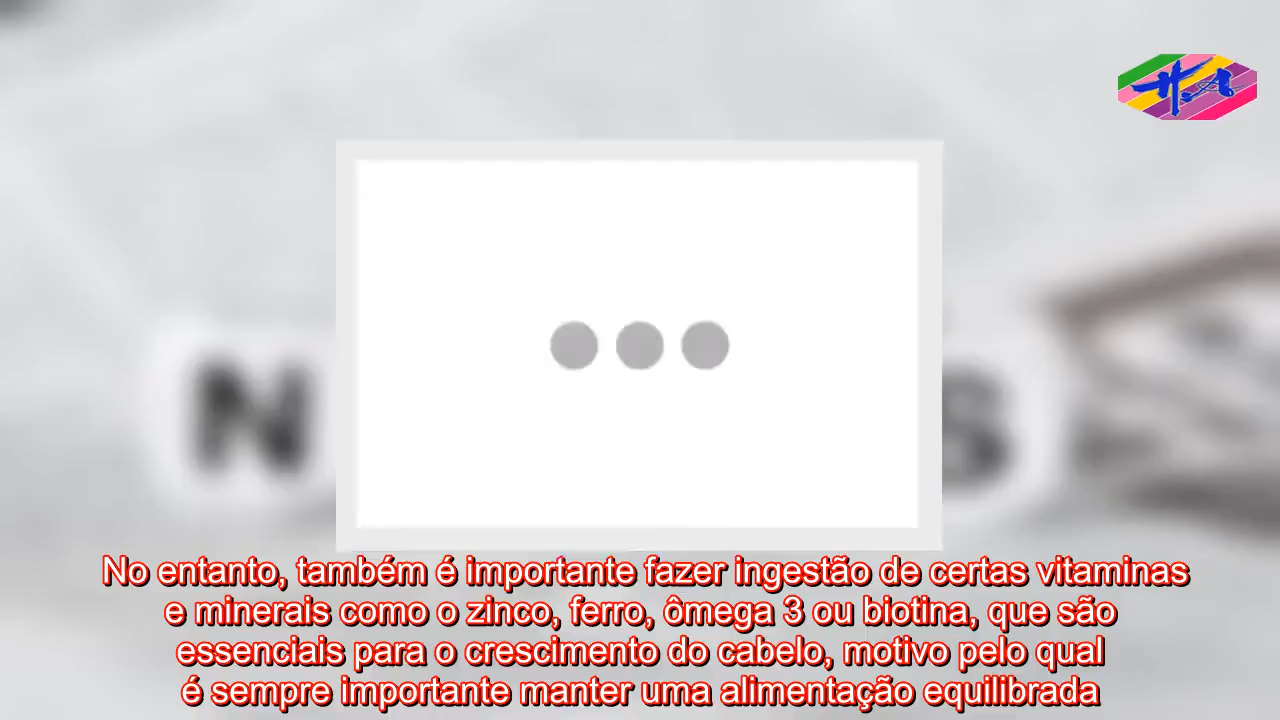 No entanto, também é importante fazer ingestão de certas vitaminas
e minerais como o zinco, ferro, ômega 3 ou biotina, que são
essenciais para o crescimento do cabelo, motivo pelo qual
é sempre importante manter uma alimentação equilibrada